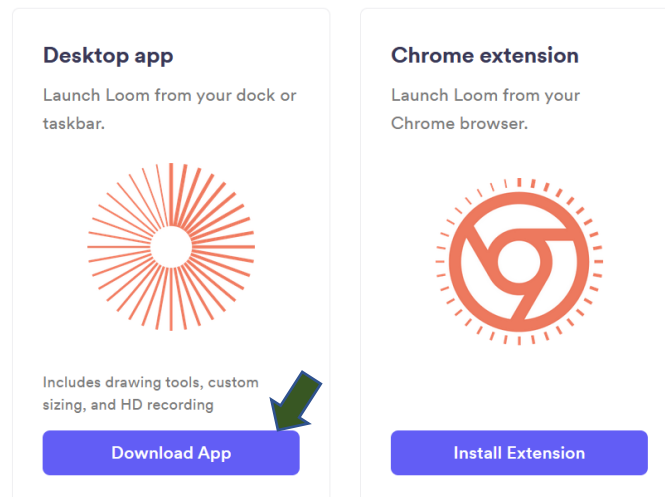 Desktop app
Launch Loom from your dock or
taskbar.
Includes drawing tools, custom
sizing, and HD recording
Download App
Chrome extension
Launch Loom from your
Chrome browser.
Install Extension